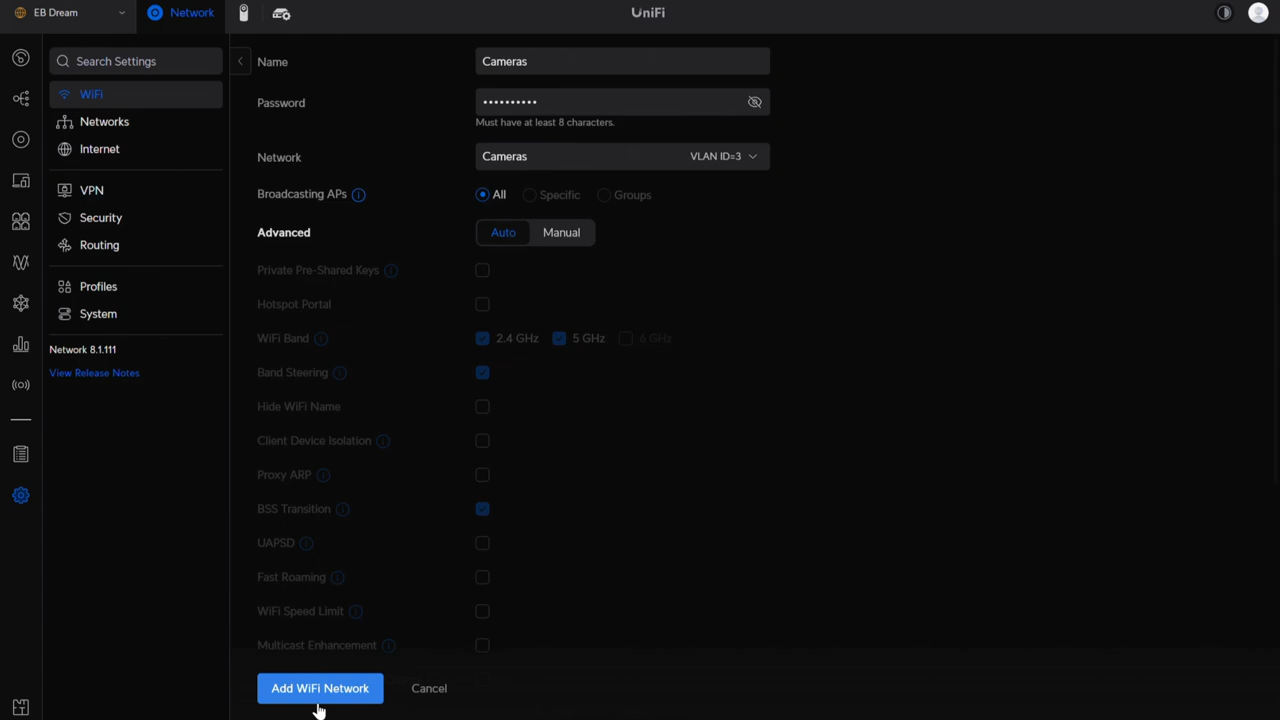 EB Dream
Network
UniFi
Search Settings
WiFi
Networks
Internet
VPN
Security
Routing
Profiles
System
Network 8.1.111
View Release Notes
Name
Cameras
Password
••••••••••
Must have at least 8 characters.
Network
Cameras VLAN ID=3
Broadcasting APs
All Specific Groups
Advanced
Auto Manual
Private Pre-Shared Keys
Hotspot Portal
WiFi Band
2.4 GHz 5 GHz 6 GHz
Band Steering
Hide WiFi Name
Client Device Isolation
Proxy ARP
BSS Transition
UAPSD
Fast Roaming
WiFi Speed Limit
Multicast Enhancement
Add WiFi Network
Cancel